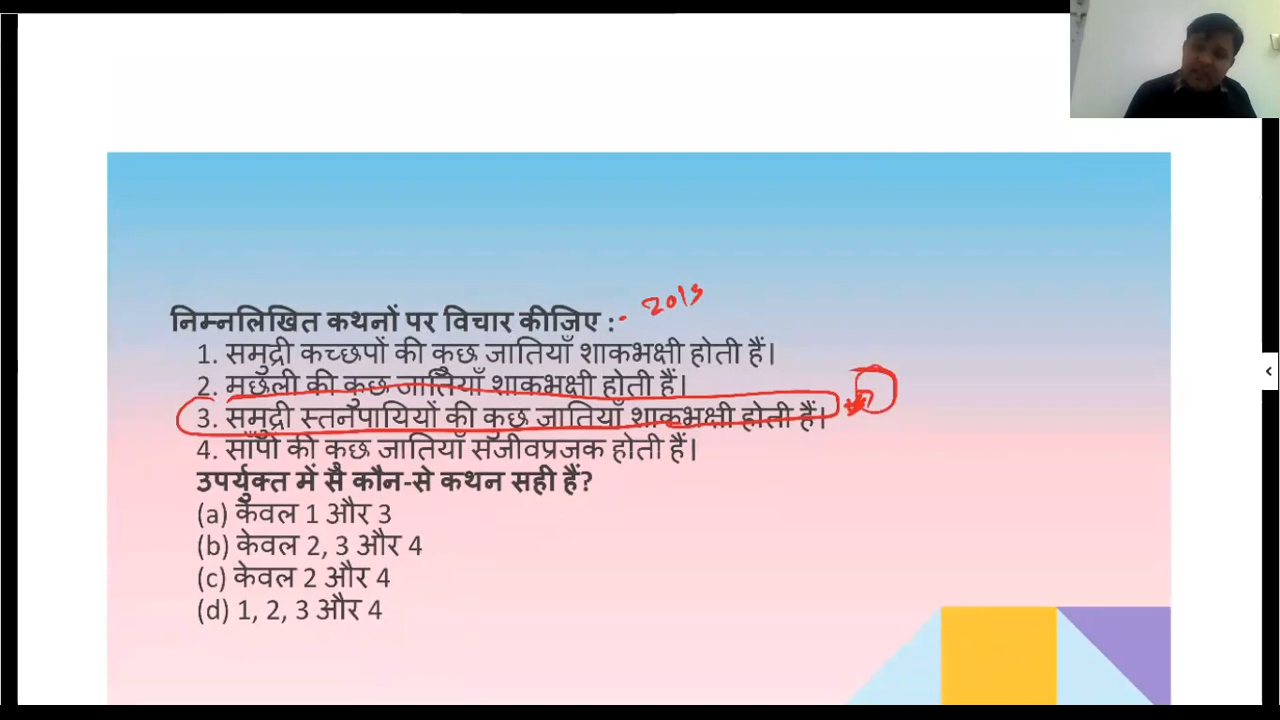 निम्नलिखित कथनों पर विचार कीजिए :- 2019
1. समुद्री कच्छपों की कुछ जातियाँ शाकभक्षी होती हैं।
2. मछली की कुछ जातियाँ शाकभक्षी होती हैं।
3. समुद्री स्तनपायियों की कुछ जातियाँ शाकभक्षी होती हैं।
4. साँपों की कुछ जातियाँ सजीवप्रजक होती हैं।
उपर्युक्त में से कौन-से कथन सही हैं?
(a) केवल 1 और 3
(b) केवल 2, 3 और 4
(c) केवल 2 और 4
(d) 1, 2, 3 और 4